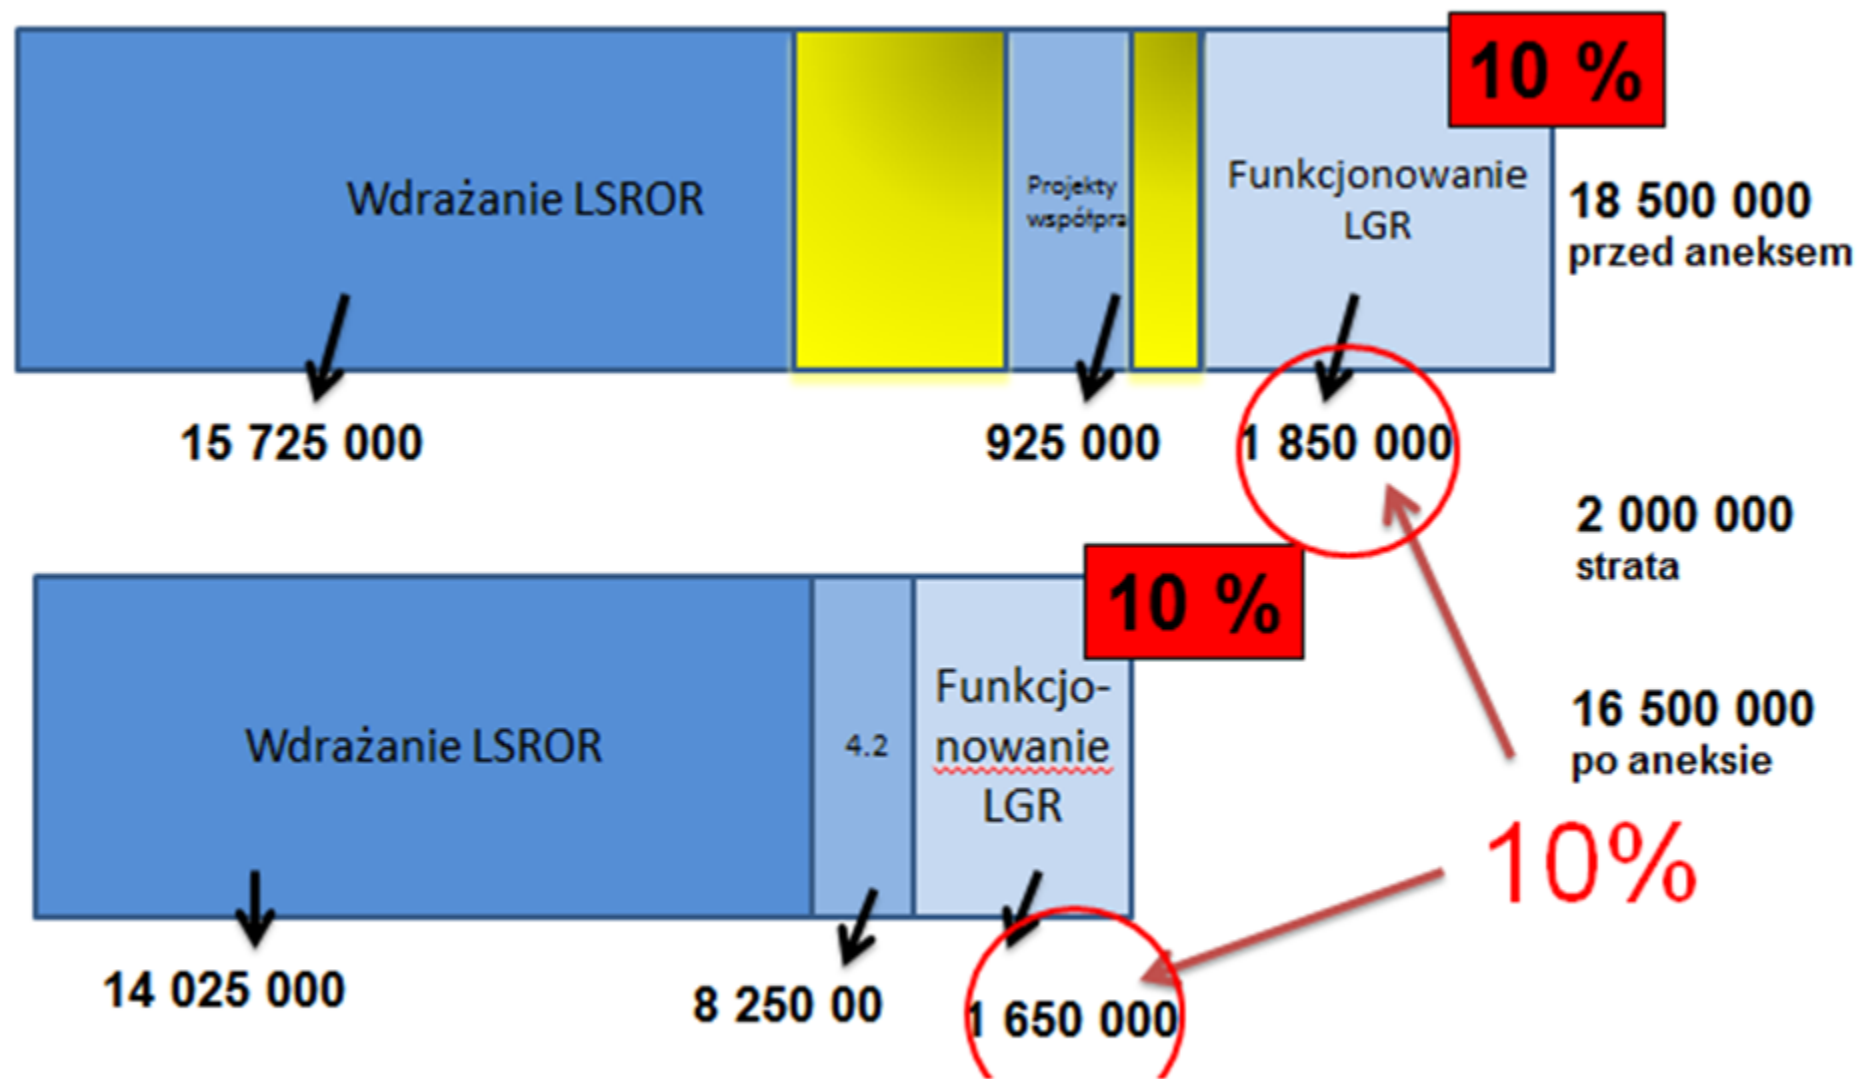 10 %
Wdrażanie LSROR
Projekty
współpra
Funkcjonowanie
LGR
18 500 000
przed aneksem
15 725 000
925 000
1 850 000
2 000 000
strata
10 %
Wdrażanie LSROR
4.2
Funkcjo-
nowanie
LGR
16 500 000
po aneksie
10%
14 025 000
8 250 00
1 650 000